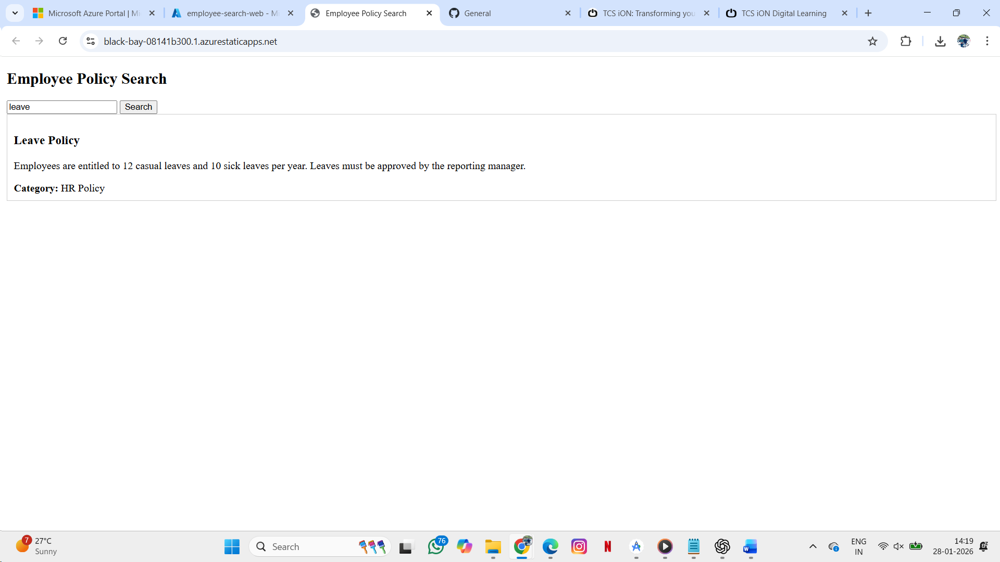 Microsoft Azure Portal | Mi
employee-search-web - Mi
Employee Policy Search
General
TCS iON: Transforming you
TCS iON Digital Learning
black-bay-08141b300.1.azurestaticapps.net
Employee Policy Search
leave
Search
Leave Policy
Employees are entitled to 12 casual leaves and 10 sick leaves per year. Leaves must be approved by the reporting manager.
Category: HR Policy
7
27°C
Sunny
Search
76
N
W
ENG
IN
14:19
28-01-2026